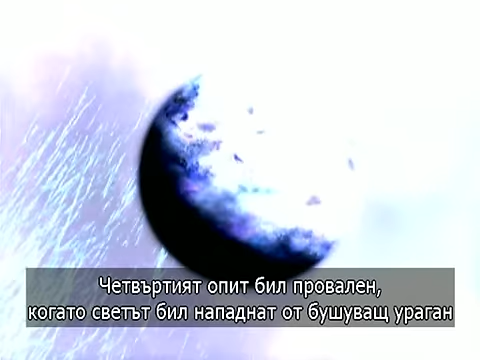 Четвъртият опит бил провален,
когато светът бил нападнат от бушуващ ураган